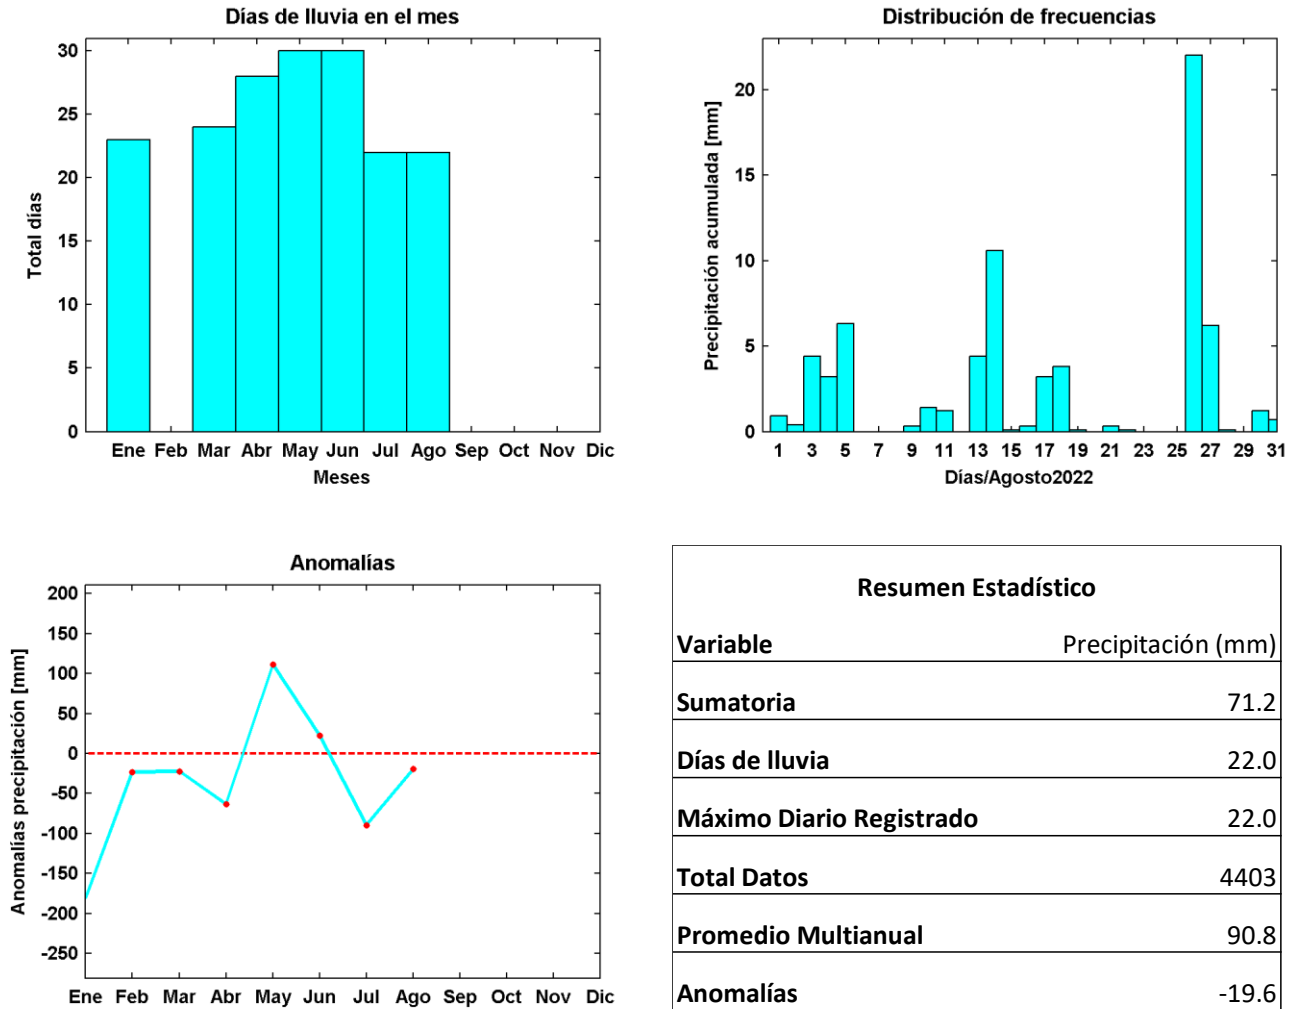 Días de lluvia en el mes
30
25
20
15
10
5
0
Total días
Ene Feb Mar Abr May Jun Jul Ago Sep Oct Nov Dic
Meses
Distribución de frecuencias
20
15
10
5
0
Precipitación acumulada [mm]
1 3 5 7 9 11 13 15 17 19 21 23 25 27 29 31
Días/Agosto2022
Anomalías
200
150
100
50
0
-50
-100
-150
-200
-250
Anomalías precipitación [mm]
Ene Feb Mar Abr May Jun Jul Ago Sep Oct Nov Dic
Resumen Estadístico
Variable Precipitación (mm)
Sumatoria 71.2
Días de lluvia 22.0
Máximo Diario Registrado 22.0
Total Datos 4403
Promedio Multianual 90.8
Anomalías -19.6